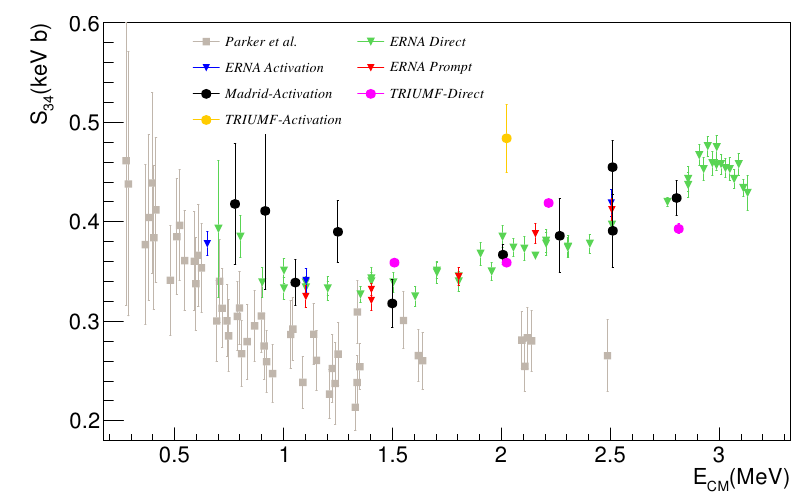 S34(keV b)
0.6
0.5
0.4
0.3
0.2
Parker et al.
ERNA Direct
ERNA Activation
ERNA Prompt
Madrid-Activation
TRIUMF-Direct
TRIUMF-Activation
0.5 1 1.5 2 2.5 3
ECM(MeV)